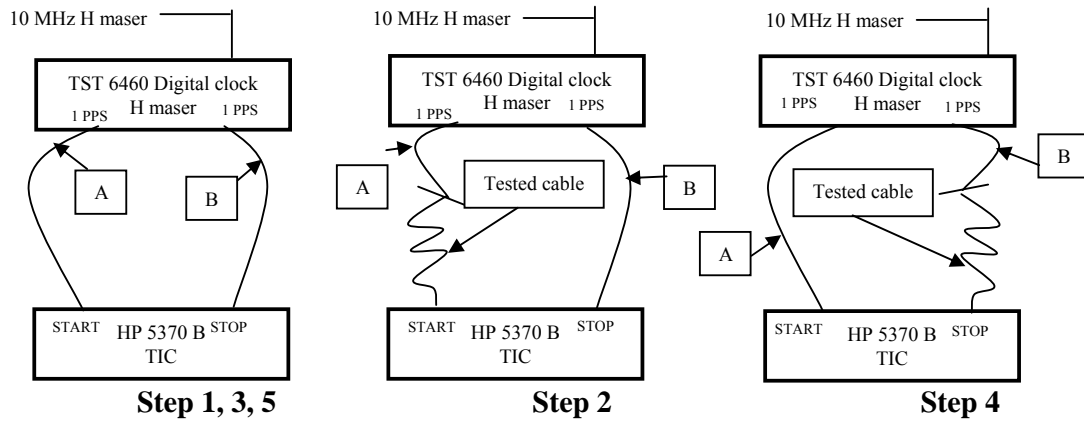 10 MHz H maser
TST 6460 Digital clock
H maser
1 PPS
1 PPS
A
B
START
HP 5370 B
STOP
TIC
Step 1, 3, 5
10 MHz H maser
TST 6460 Digital clock
H maser
1 PPS
1 PPS
A
Tested cable
B
START
HP 5370 B
STOP
TIC
Step 2
10 MHz H maser
TST 6460 Digital clock
1 PPS
H maser
1 PPS
B
Tested cable
A
START
HP 5370 B
STOP
TIC
Step 4